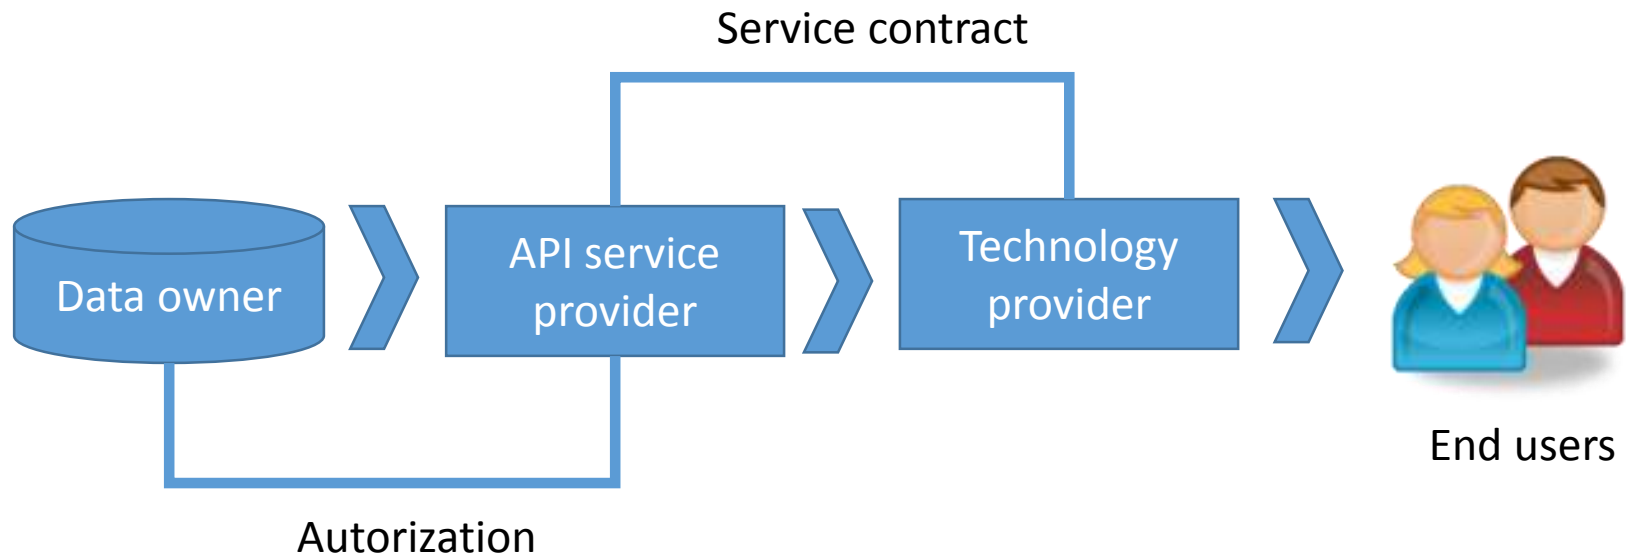 Service contract
Data owner
API service
provider
Technology
provider
End users
Autorization